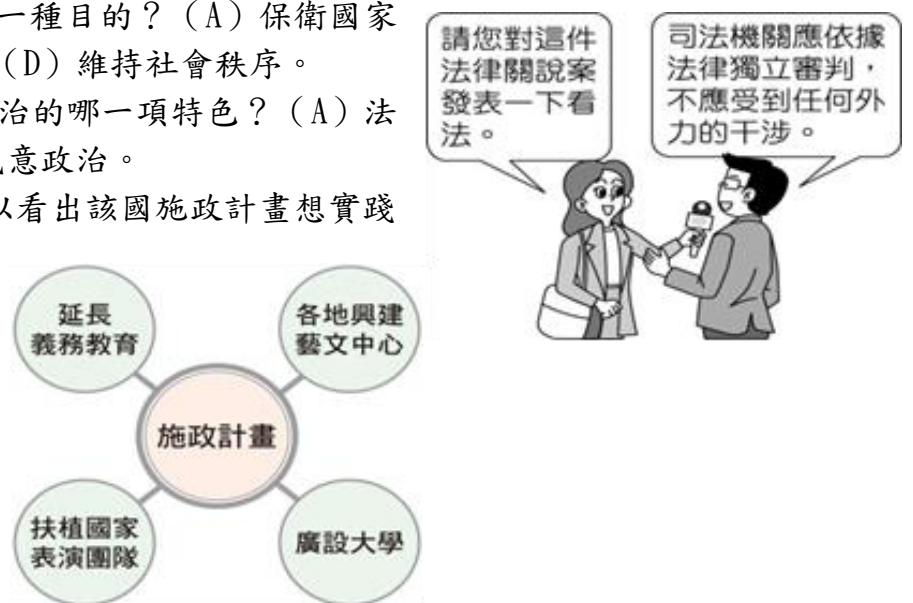 一種目的？（A）保衛國家
（D）維持社會秩序。
治的哪一項特色？（A）法
意政治。
以看出該國施政計畫想實踐
請您對這件
法律關說案
發表一下看
法。
司法機關應依據
法律獨立審判，
不應受到任何外
力的干涉。
延長
義務教育
各地興建
藝文中心
施政計畫
扶植國家
表演團隊
廣設大學